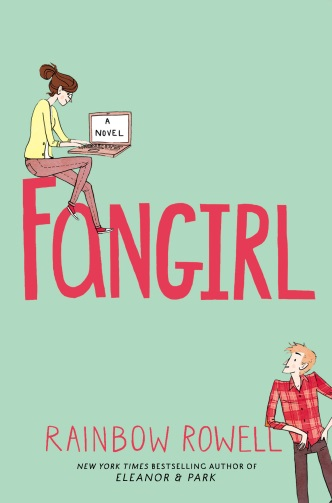 A
NOVEL
FANGIRL
RAINBOW ROWELL
NEW YORK TIMES BESTSELLING AUTHOR OF
ELEANOR & PARK